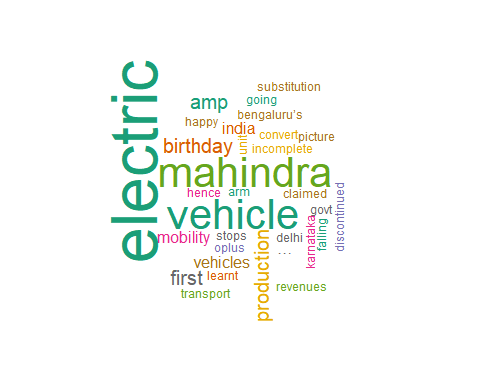 substitution
amp going
happy bengaluru's
india
electric
birthday unit convert picture
incomplete
mahindra
hence arm claimed
vehicle govt
discontinued
mobility stops delhi karnataka falling
oplus ...
vehicles
production
first learnt
transport revenues